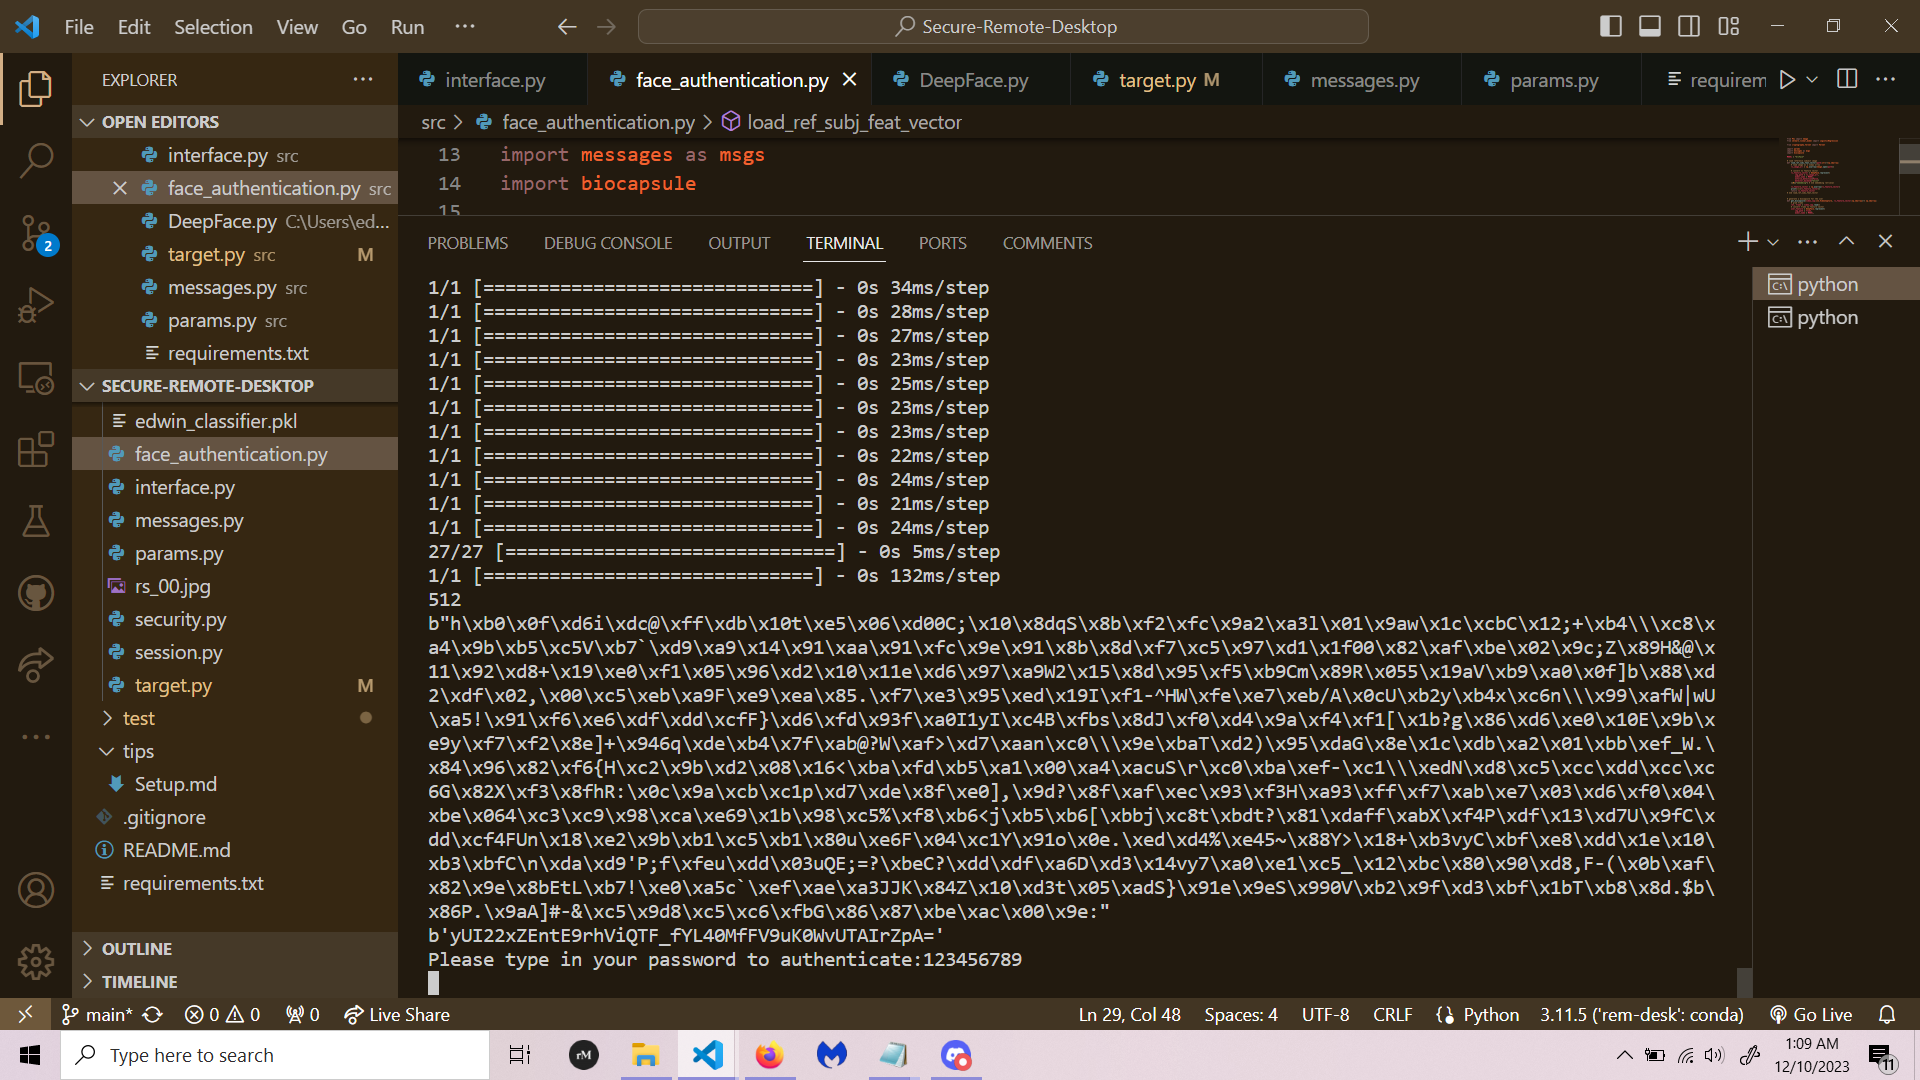 File Edit Selection View Go Run ··· Secure-Remote-Desktop
EXPLORER
OPEN EDITORS
interface.py src
face_authentication.py src
DeepFace.py C:\Users\ed...
target.py src M
messages.py src
params.py src
requirements.txt
SECURE-REMOTE-DESKTOP
edwin_classifier.pkl
face_authentication.py
interface.py
messages.py
params.py
rs_00.jpg
security.py
session.py
target.py M
test
tips
Setup.md
.gitignore
README.md
requirements.txt
OUTLINE
TIMELINE
2
interface.py face_authentication.py DeepFace.py target.py M messages.py params.py requirem
src > face_authentication.py > load_ref_subj_feat_vector
13 import messages as msgs
14 import biocapsule
15
PROBLEMS DEBUG CONSOLE OUTPUT TERMINAL PORTS COMMENTS
python
python
1/1 [==============================] - 0s 34ms/step
1/1 [==============================] - 0s 28ms/step
1/1 [==============================] - 0s 27ms/step
1/1 [==============================] - 0s 23ms/step
1/1 [==============================] - 0s 25ms/step
1/1 [==============================] - 0s 23ms/step
1/1 [==============================] - 0s 23ms/step
1/1 [==============================] - 0s 22ms/step
1/1 [==============================] - 0s 24ms/step
1/1 [==============================] - 0s 21ms/step
1/1 [==============================] - 0s 24ms/step
27/27 [==============================] - 0s 5ms/step
1/1 [==============================] - 0s 132ms/step
512
b"h\xb0\x0f\xd6i\xdc@\xff\xdb\x10t\xe5\x06\xd00C;\x10\x8dqS\x8b\xf2\xfc\x9a2\xa3l\x01\x9aw\x1c\xcbC\x12;+\xb4\\\xc8\x
a4\x9b\xb5\xc5V\xb7`\xd9\xa9\x14\x91\xaa\x91\xfc\x9e\x91\x8b\x8d\xf7\xc5\x97\xd1\x1f00\x82\xaf\xbe\x02\x9c;Z\x89H&@\x
11\x92\xd8+\x19\xe0\xf1\x05\x96\xd2\x10\x11e\xd6\x97\xa9W2\x15\x8d\x95\xf5\xb9Cm\x89R\x055\x19aV\xb9\xa0\x0f]b\x88\xd
2\xdf\x02,\x00\xc5\xeb\xa9F\xe9\xea\x85.\xf7\xe3\x95\xed\x19I\xf1-^HW\xfe\xe7\xeb/A\x0cU\xb2y\xb4x\xc6n\\\x99\xafW|wU
\xa5!\x91\xf6\xe6\xdf\xdd\xcfF}\xd6\xfd\x93f\xa0I1yI\xc4B\xfbs\x8dJ\xf0\xd4\x9a\xf4\xf1[\x1b?g\x86\xd6\xe0\x10E\x9b\x
e9y\xf7\xf2\x8e]+\x946q\xde\xb4\x7f\xab@?W\xaf>\xd7\xaan\xc0\\\x9e\xbaT\xd2)\x95\xdaG\x8e\x1c\xdb\xa2\x01\xbb\xef_W.\
x84\x96\x82\xf6{H\xc2\x9b\xd2\x08\x16<\xba\xfd\xb5\xa1\x00\xa4\xacuS\r\xc0\xba\xef-\xc1\\\xedN\xd8\xc5\xcc\xdd\xcc\xc
6G\x82X\xf3\x8fhR:\x0c\x9a\xcb\xc1p\xd7\xde\x8f\xe0],\x9d?\x8f\xaf\xec\x93\xf3H\xa93\xff\xf7\xab\xe7\x03\xd6\xf0\x04\
xbe\x064\xc3\xc9\x98\xca\xe69\x1b\x98\xc5%\xf8\xb6<j\xb5\xb6[\xbbj\xc8t\xbdt?\x81\xdaff\xabX\xf4P\xdf\x13\xd7U\x9fC\x
dd\xcf4FUn\x18\xe2\x9b\xb1\xc5\xb1\x80u\xe6F\x04\xc1Y\x91o\x0e.\xed\xd4%\xe45~\x88Y>\x18+\xb3vyC\xbf\xe8\xdd\x1e\x10\
xb3\xbfC\n\xda\xd9'P;f\xfeu\xdd\x03uQE;=?\xbeC?\xdd\xdf\xa6D\xd3\x14vy7\xa0\xe1\xc5_\x12\xbc\x80\x90\xd8,F-(\x0b\xaf\
x82\x9e\x8bEtL\xb7!\xe0\xa5c`\xef\xae\xa3JJK\x84Z\x10\xd3t\x05\xadS}\x91e\x9eS\x990V\xb2\x9f\xd3\xbf\x1bT\xb8\x8d.$b\
x86P.\x9aA]#-&\xc5\x9d8\xc5\xc6\xfbG\x86\x87\xbe\xac\x00\x9e:"
b'yUI22xZEntE9rhViQTF_fYL40MfFV9uK0WvUTAIrZpA='
Please type in your password to authenticate:123456789
main* 0 0 0 Live Share Ln 29, Col 48 Spaces: 4 UTF-8 CRLF Python 3.11.5 ('rem-desk': conda) Go Live
Type here to search
rM
1:09 AM
12/10/2023
11